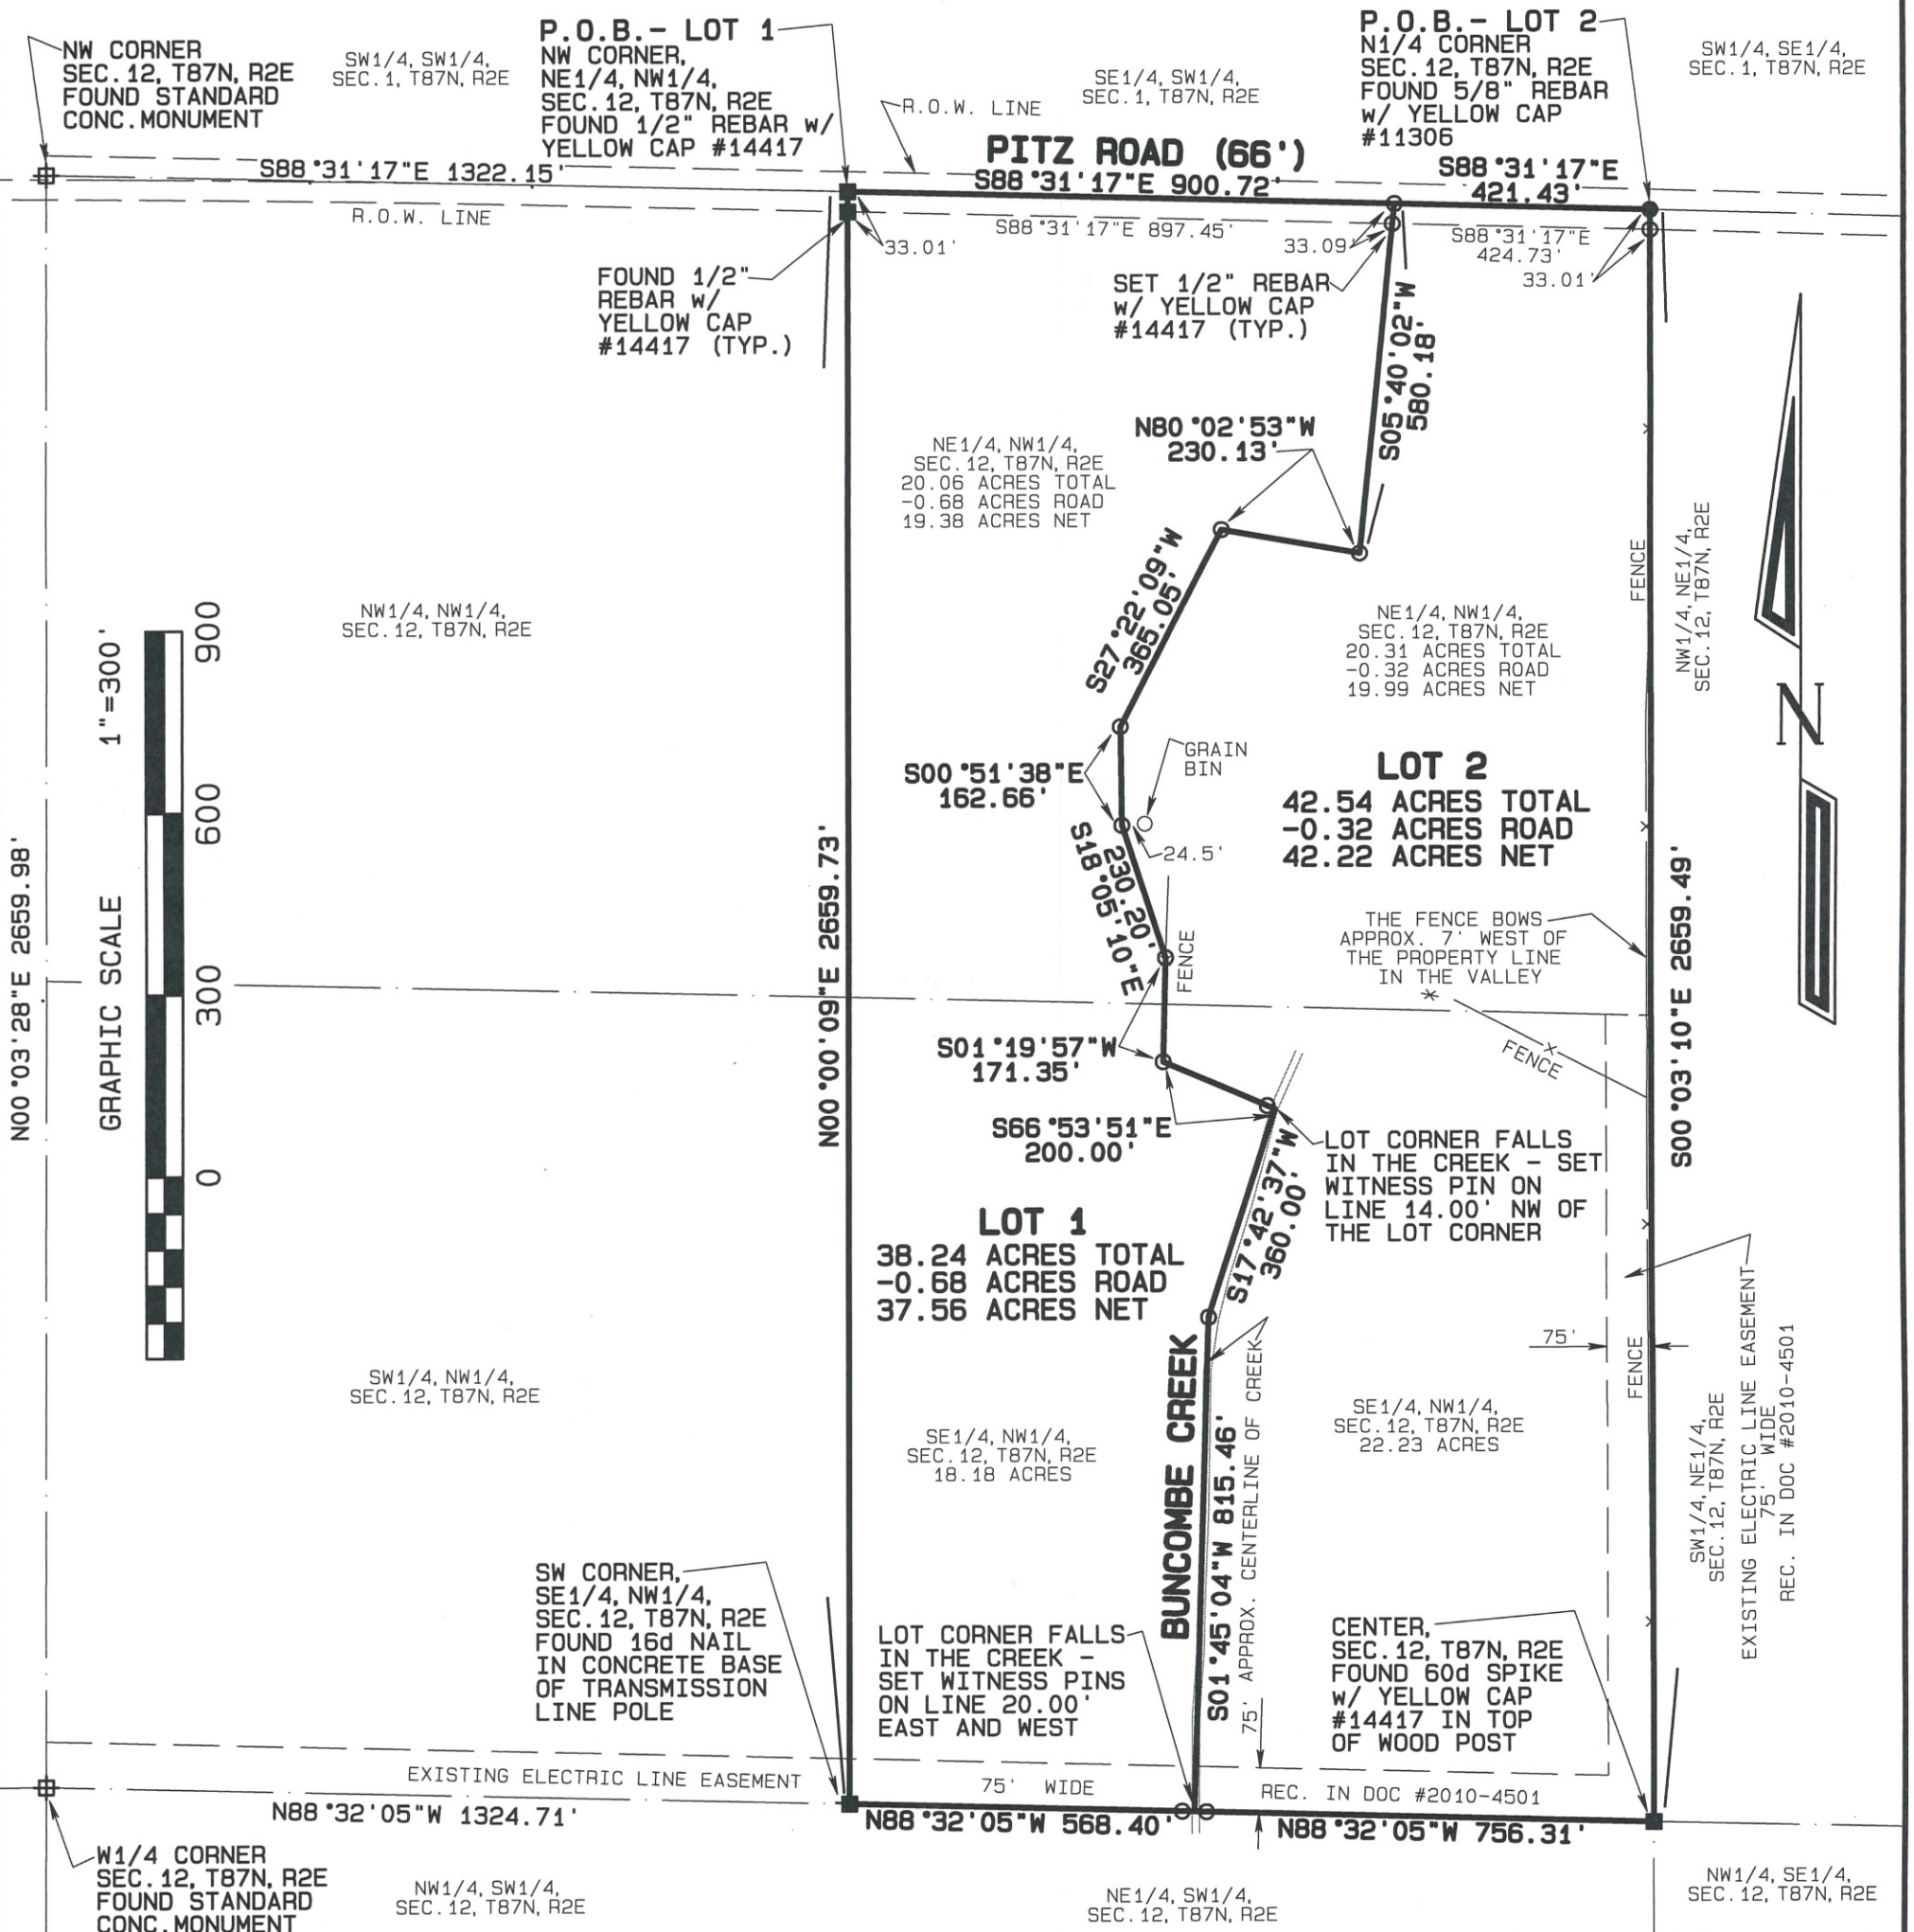 NW CORNER
SEC. 12, T87N, R2E
FOUND STANDARD
CONC. MONUMENT
SW1/4, SW1/4,
SEC. 1, T87N, R2E
P.O.B.- LOT 1
NW CORNER,
NE1/4, NW1/4,
SEC. 12, T87N, R2E
FOUND 1/2" REBAR w/
YELLOW CAP #14417
R.O.W. LINE
SE1/4, SW1/4,
SEC. 1, T87N, R2E
P.O.B.- LOT 2
N1/4 CORNER
SEC. 12, T87N, R2E
FOUND 5/8" REBAR
w/ YELLOW CAP
#11306
SW1/4, SE1/4,
SEC. 1, T87N, R2E
PITZ ROAD (66')
S88°31'17"E 1322.15'
S88°31'17"E 900.72'
S88°31'17"E
421.43'
R.O.W. LINE
33.01'
S88°31'17"E 897.45'
33.09'
S88°31'17"E
424.73'
33.01'
FOUND 1/2"
REBAR w/
YELLOW CAP
#14417 (TYP.)
SET 1/2" REBAR
w/ YELLOW CAP
#14417 (TYP.)
S05°40'02"W
580.18'
N80°02'53"W
230.13'
NE1/4, NW1/4,
SEC. 12, T87N, R2E
20.06 ACRES TOTAL
-0.68 ACRES ROAD
19.38 ACRES NET
S27°22'09"W
365.05'
FENCE
NW1/4, NE1/4,
SEC. 12, T87N, R2E
NW1/4, NW1/4,
SEC. 12, T87N, R2E
NE1/4, NW1/4,
SEC. 12, T87N, R2E
20.31 ACRES TOTAL
-0.32 ACRES ROAD
19.99 ACRES NET
N
1"=300'
GRAPHIC SCALE
900
600
300
0
S00°51'38"E
162.66'
GRAIN
BIN
LOT 2
42.54 ACRES TOTAL
-0.32 ACRES ROAD
42.22 ACRES NET
24.5'
S18°05'10"E
230.20'
FENCE
N00°03'28"E 2659.98'
N00°00'09"E 2659.73'
S00°03'10"E 2659.49'
THE FENCE BOWS
APPROX. 7' WEST OF
THE PROPERTY LINE
IN THE VALLEY
*
FENCE
S01°19'57"W
171.35'
S66°53'51"E
200.00'
LOT CORNER FALLS
IN THE CREEK - SET
WITNESS PIN ON
LINE 14.00' NW OF
THE LOT CORNER
S17°42'37"W
360.00'
LOT 1
38.24 ACRES TOTAL
-0.68 ACRES ROAD
37.56 ACRES NET
75'
FENCE
SW1/4, NW1/4,
SEC. 12, T87N, R2E
SE1/4, NW1/4,
SEC. 12, T87N, R2E
18.18 ACRES
BUNCOMBE CREEK
S01°45'04"W 815.46'
75' APPROX. CENTERLINE OF CREEK
SE1/4, NW1/4,
SEC. 12, T87N, R2E
22.23 ACRES
SW1/4, NE1/4,
SEC. 12, T87N, R2E
EXISTING ELECTRIC LINE EASEMENT
75' WIDE
REC. IN DOC #2010-4501
SW CORNER,
SE1/4, NW1/4,
SEC. 12, T87N, R2E
FOUND 16d NAIL
IN CONCRETE BASE
OF TRANSMISSION
LINE POLE
LOT CORNER FALLS
IN THE CREEK -
SET WITNESS PINS
ON LINE 20.00'
EAST AND WEST
CENTER,
SEC. 12, T87N, R2E
FOUND 60d SPIKE
w/ YELLOW CAP
#14417 IN TOP
OF WOOD POST
EXISTING ELECTRIC LINE EASEMENT
75' WIDE
REC. IN DOC #2010-4501
N88°32'05"W 1324.71'
N88°32'05"W 568.40'
N88°32'05"W 756.31'
W1/4 CORNER
SEC. 12, T87N, R2E
FOUND STANDARD
CONC. MONUMENT
NW1/4, SW1/4,
SEC. 12, T87N, R2E
NE1/4, SW1/4,
SEC. 12, T87N, R2E
NW1/4, SE1/4,
SEC. 12, T87N, R2E